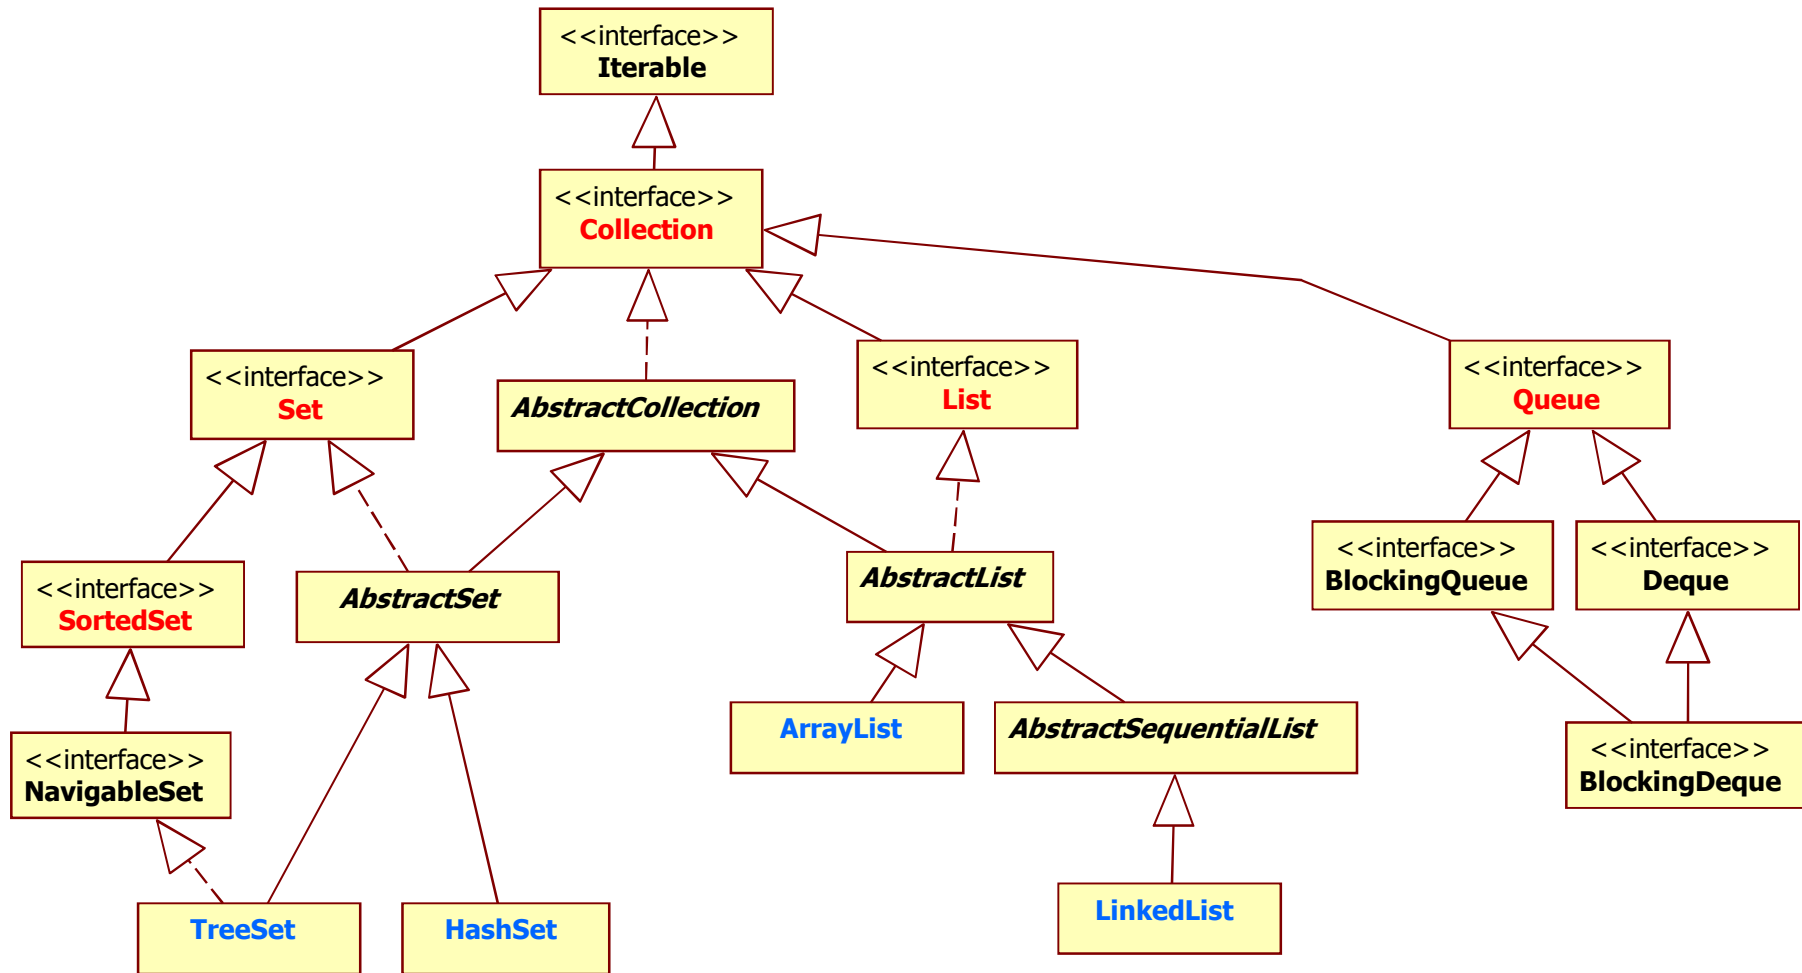 <<interface>>
Iterable
<<interface>>
Collection
<<interface>>
Set
AbstractCollection
<<interface>>
List
<<interface>>
Queue
<<interface>>
SortedSet
AbstractSet
AbstractList
<<interface>>
BlockingQueue
<<interface>>
Deque
<<interface>>
NavigableSet
ArrayList
AbstractSequentialList
<<interface>>
BlockingDeque
TreeSet
HashSet
LinkedList